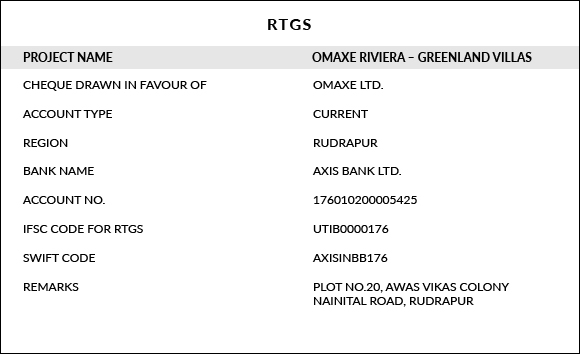 RTGS
PROJECT NAME OMAXE RIVIERA – GREENLAND VILLAS
CHEQUE DRAWN IN FAVOUR OF OMAXE LTD.
ACCOUNT TYPE CURRENT
REGION RUDRAPUR
BANK NAME AXIS BANK LTD.
ACCOUNT NO. 176010200005425
IFSC CODE FOR RTGS UTIB0000176
SWIFT CODE AXISINBB176
REMARKS PLOT NO.20, AWAS VIKAS COLONY
NAINITAL ROAD, RUDRAPUR